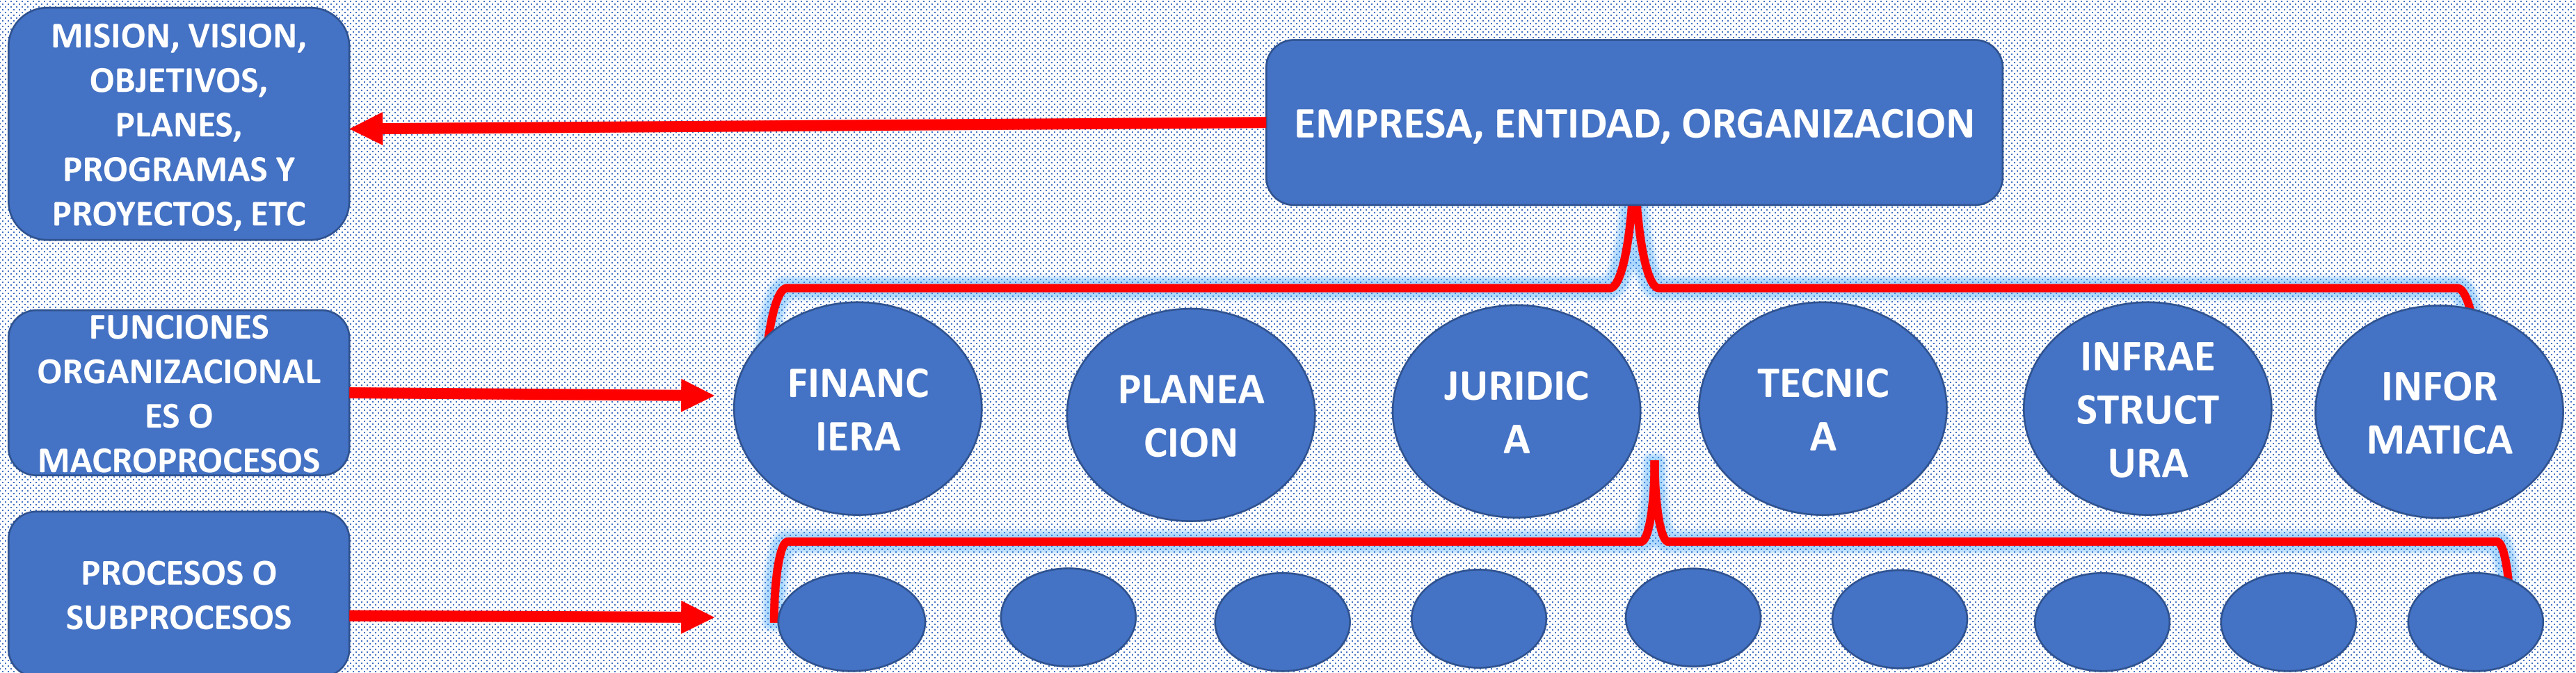 MISION, VISION,
OBJETIVOS,
PLANES,
PROGRAMAS Y
PROYECTOS, ETC
EMPRESA, ENTIDAD, ORGANIZACION
FUNCIONES
ORGANIZACIONAL
ES O
MACROPROCESOS
FINANC
IERA
PLANEA
CION
JURIDIC
A
TECNIC
A
INFRAE
STRUCT
URA
INFOR
MATICA
PROCESOS O
SUBPROCESOS